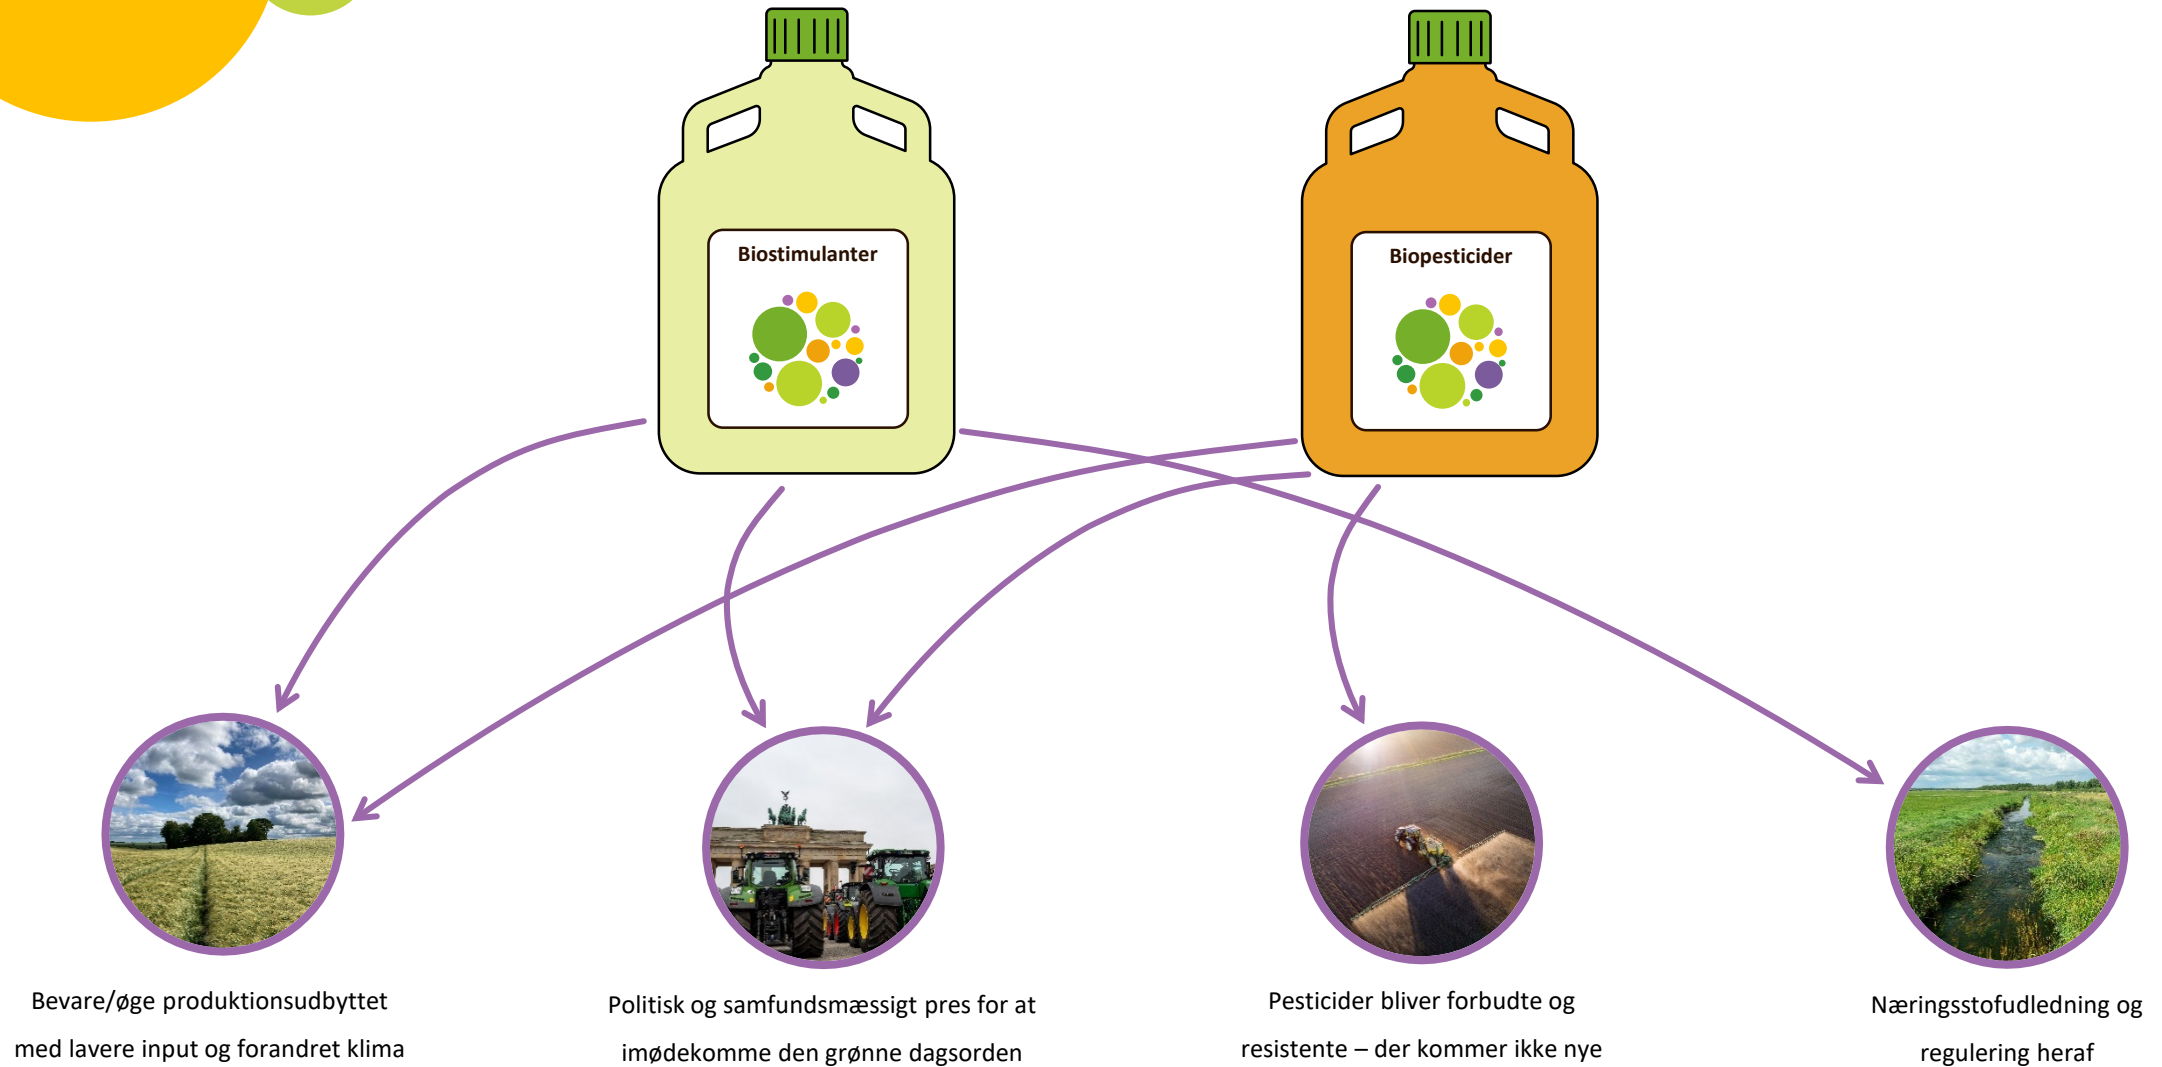 Biostimulanter
Biopesticider
Bevare/øge produktionsudbyttet
med lavere input og forandret klima
Politisk og samfundsmæssigt pres for at
imødekomme den grønne dagsorden
Pesticider bliver forbudte og
resistente – der kommer ikke nye
Næringsstofudledning og
regulering heraf